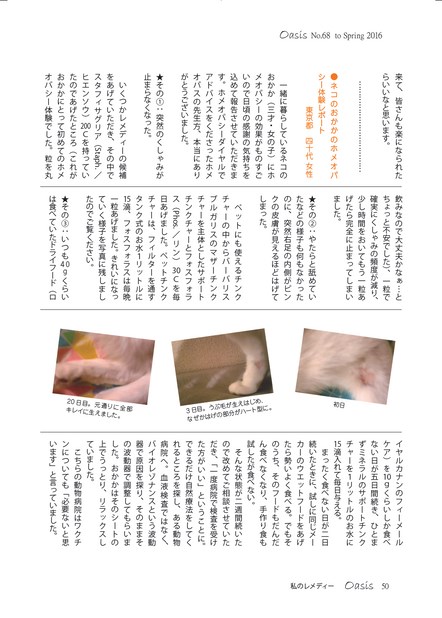 Oasis No.68 to Spring 2016
来て、皆さんも楽になられた
らいいなと思います。
●ネコのおかかのホメオパ
シー体験レポート
東京都 四十代 女性
一緒に暮らしているネコの
おかか（三才・女の子）にホ
メオパシーの効果がものすご
いので日頃の感謝の気持ちを
込めて報告させていただきま
す。ホメオパシーダイヤルで
アドバイスをくださったホメ
オパスの先生方、本当にあり
がとうございました。
★その①：突然のくしゃみが
止まらなくなった。
いくつかレメディーの候補
をあげていただき、その中で
スタフィサグリア（Staph.／
ヒエンソウ）200Cを持ってい
たのであげたところ（これが
おかかにとって初めてのホメ
オパシー体験でした。粒を丸
飲みなので大丈夫かなぁ…と
ちょっと不安でした）、一粒で
確実にくしゃみの頻度が減り、
少し時間をおいてもう一粒あ
げたら完全に止まってしまい
ました。
★その②：やたらと舐めてい
たなどの様子も何もなかった
のに、突然右足の内側がピン
クの皮膚が見えるほどはげて
しまった。
ペットにも使えるチンク
チャーの中からバーバリス
ブルガリスのマザーチンク
チャーを主体としたサポート
チンクチャーとフォスフォラ
ス（Phos.／リン）30Cを毎
日あげました。ペットチンク
チャーは、フィルターを通す
タンク式のお水1リットルに
15滴、フォスフォラスは毎晩
一粒あげました。きれいになっ
ていく様子を写真に残しまし
たのでご覧ください。
★その③：いつも40gくらい
は食べていたドライフード（ロ
初日
3日目。うぶ毛が生えはじめ、
なぜかはげの部分がハート型に。
20日目。元通りに全部
キレイに生えました。
イヤルカナンのフィーメール
ケア）を10gくらいしか食べ
ない日が五日間続き、ひとま
ずミネラルのサポートチンク
チャーを1リットルのお水に
15滴入れて毎日与える。
まったく食べない日が二日
続いたときに、試しに同じメー
カーのウエットフードをあげ
たら勢いよく食べる。でもそ
のうち、そのフードもだんだ
ん食べなくなり、手作り食も
試したが食べない。
そんな状態が二週間続いた
ので改めてご相談させていた
だき、「一度病院で検査を受け
た方がいい」ということに。
できるだけ自然療法をしてく
れるところを探し、ある動物
病院へ。血液検査ではなく
バイオレゾナンスという波動
器で原因を探り、そのままそ
の波動器で調整してもらいま
した。おかかはそのシートの
上でうっとり、リラックスし
ていました。
こちらの動物病院はワクチ
ンについても「必要ないと思
います」と言っていました。
私のレメディー Oasis 50